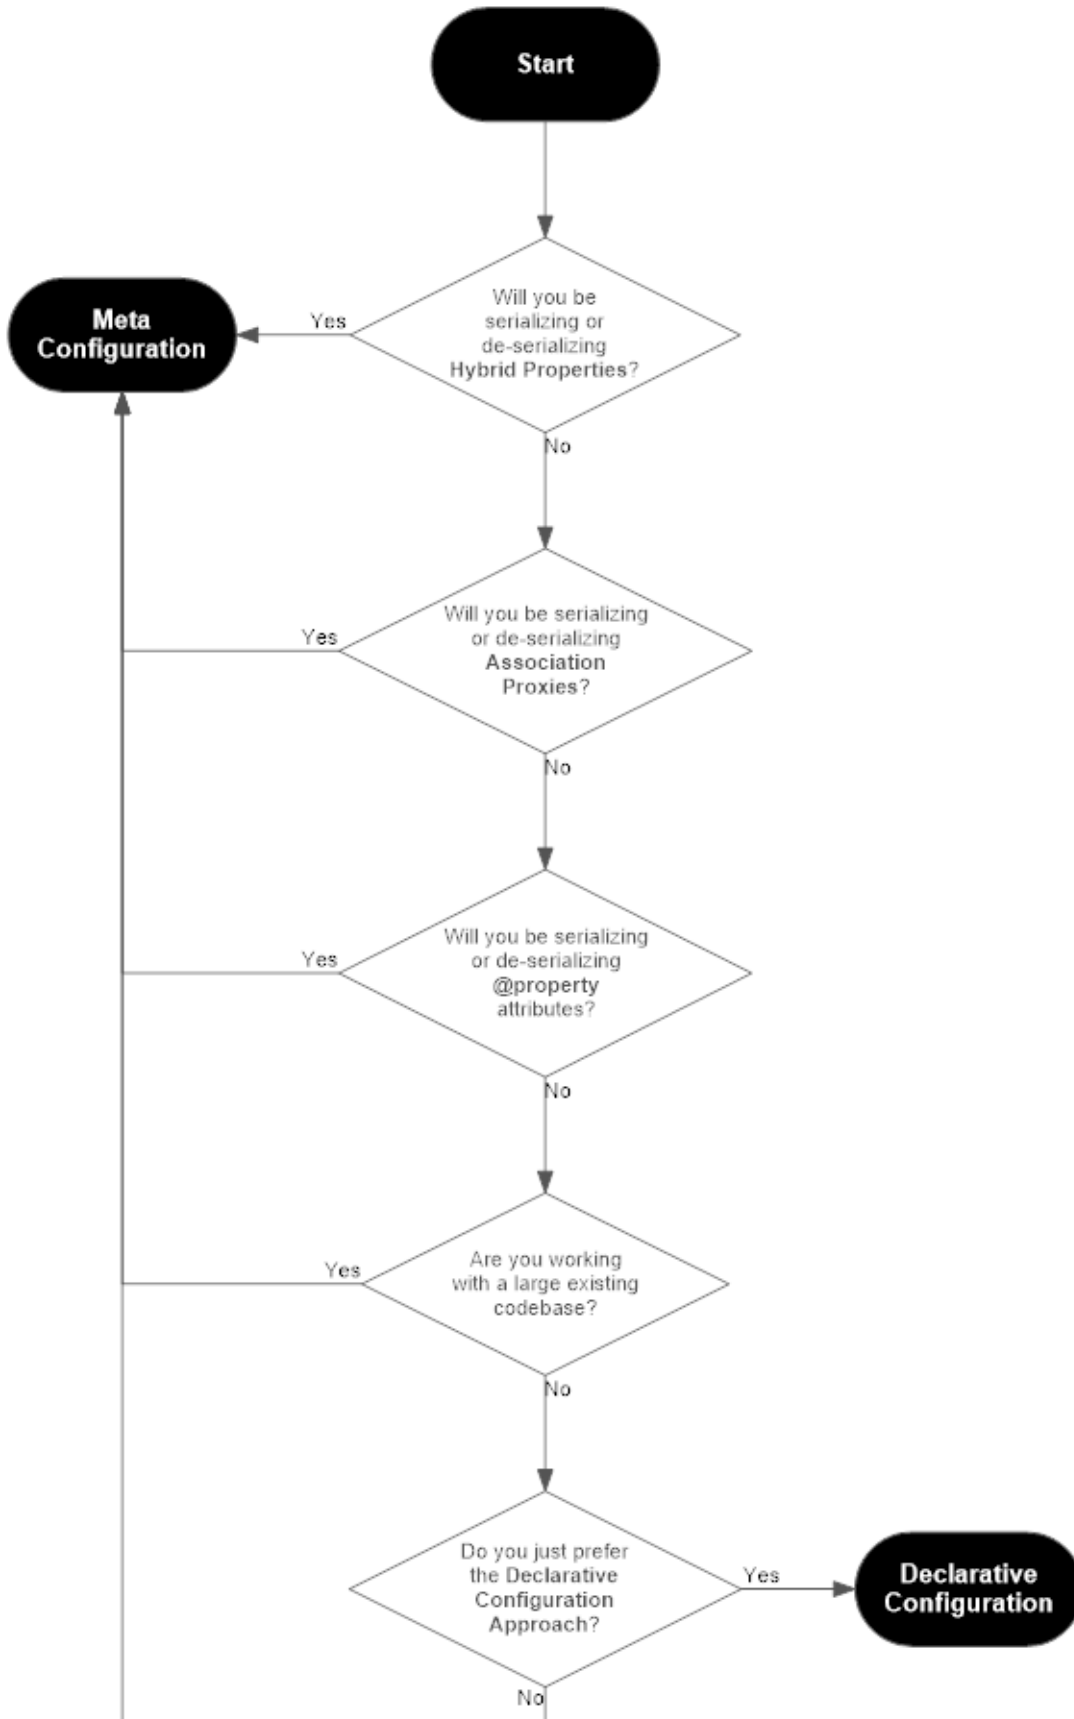 Start
Will you be
serializing or
de-serializing
Hybrid Properties?
Yes
Meta
Configuration
No
Will you be serializing
or de-serializing
Association
Proxies?
Yes
No
Will you be serializing
or de-serializing
@property
attributes?
Yes
No
Are you working
with a large existing
codebase?
Yes
No
Do you just prefer
the Declarative
Configuration
Approach?
Yes
Declarative
Configuration
No